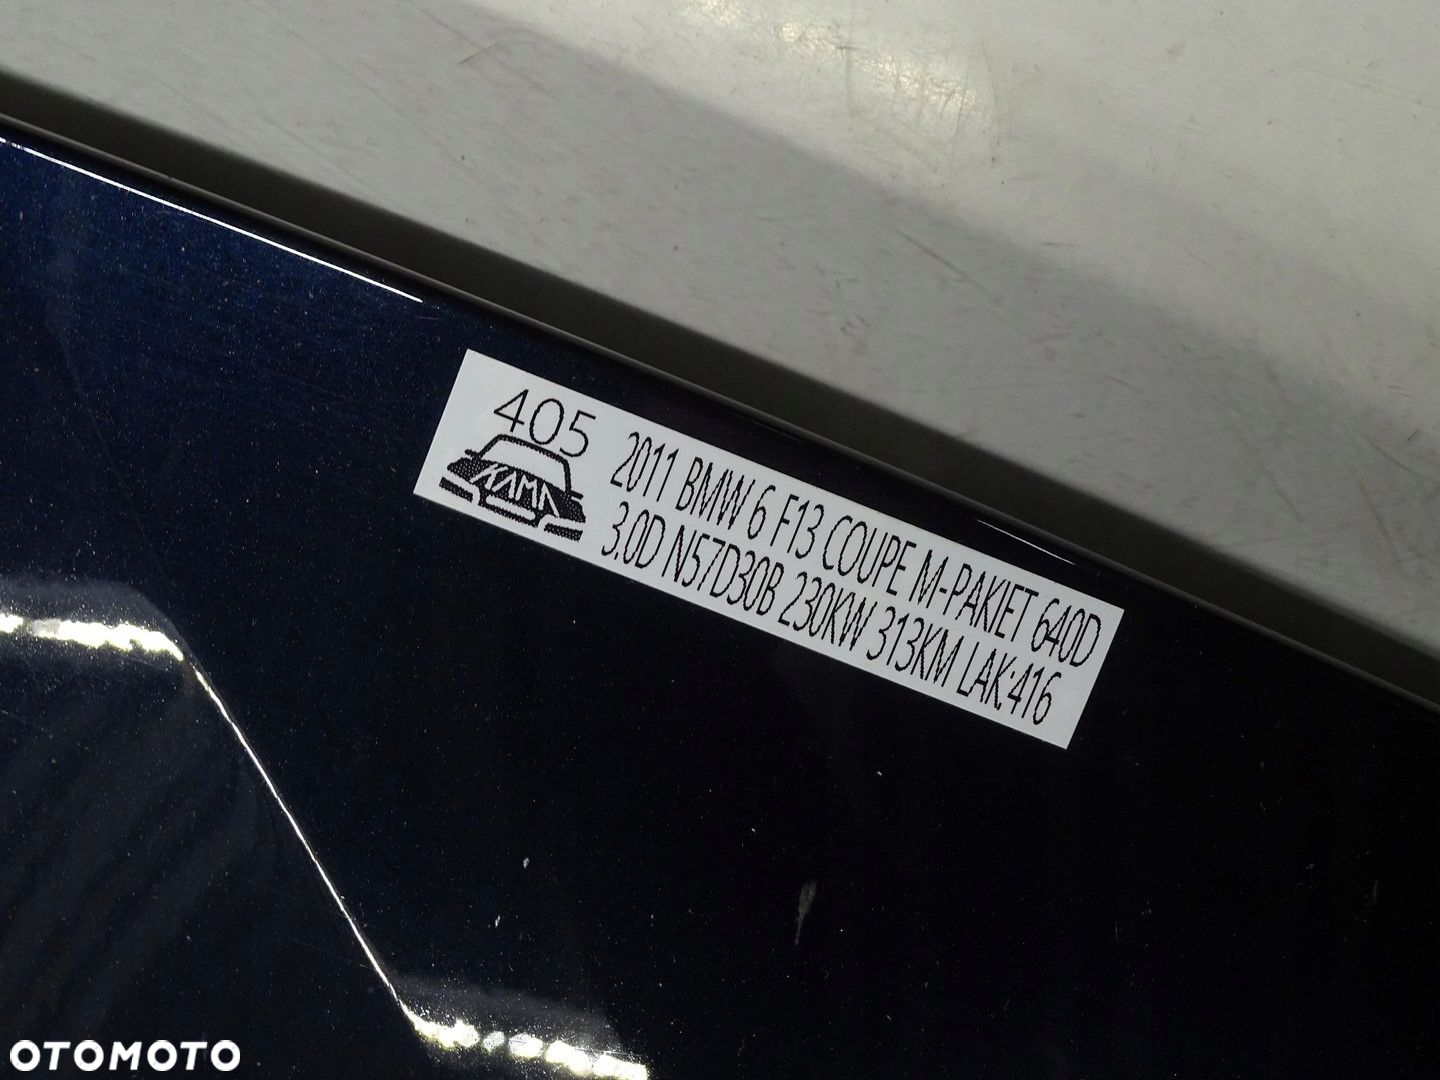 405
KAMA
2011 BMW 6 F13 COUPE M-PAKIET 640D
3.0D N57D30B 230KW 313KM LAK:416
OTOMOTO